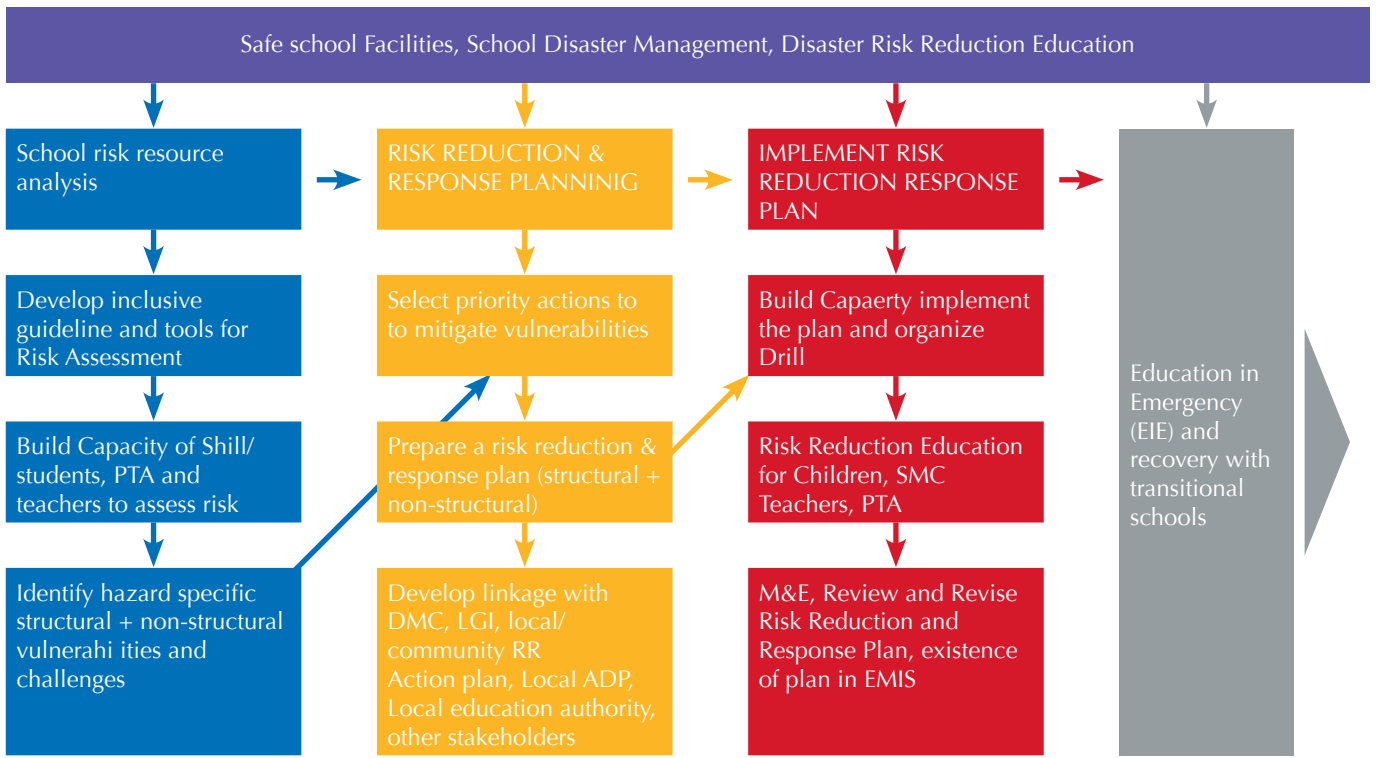 Safe school Facilities, School Disaster Management, Disaster Risk Reduction Education
School risk resource
analysis
Develop inclusive
guideline and tools for
Risk Assessment
Build Capacity of Shill/
students, PTA and
teachers to assess risk
Identify hazard specific
structural + non-structural
vulnerahi ities and
challenges
RISK REDUCTION &
RESPONSE PLANNINIG
Select priority actions to
to mitigate vulnerabilities
Prepare a risk reduction &
response plan (structural +
non-structural)
Develop linkage with
DMC, LGI, local/
community RR
Action plan, Local ADP,
Local education authority,
other stakeholders
IMPLEMENT RISK
REDUCTION RESPONSE
PLAN
Build Capaerty implement
the plan and organize
Drill
Risk Reduction Education
for Children, SMC
Teachers, PTA
M&E, Review and Revise
Risk Reduction and
Response Plan, existence
of plan in EMIS
Education in
Emergency
(EIE) and
recovery with
transitional
schools